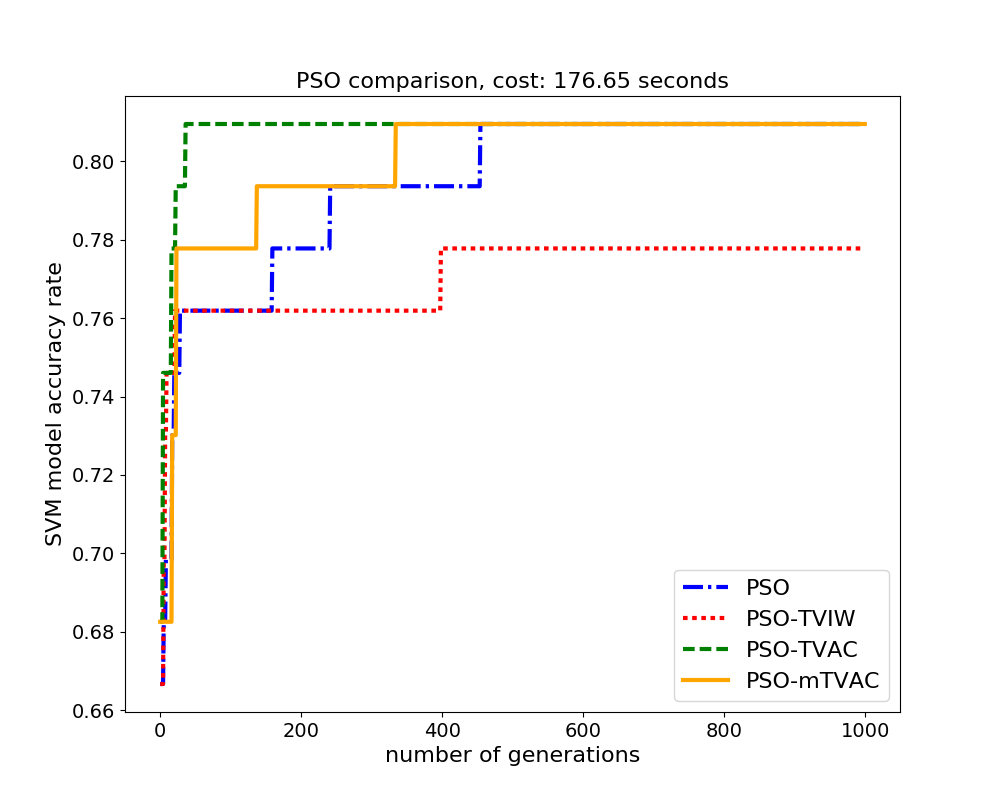 PSO comparison, cost: 176.65 seconds
SVM model accuracy rate
0.80
0.78
0.76
0.74
0.72
0.70
0.68
0.66
0 200 400 600 800 1000
number of generations
PSO
PSO-TVIW
PSO-TVAC
PSO-mTVAC